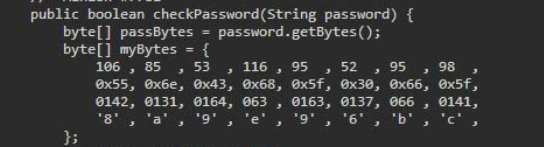 public boolean checkPassword(String password) {
byte[] passBytes = password.getBytes();
byte[] myBytes = {
106 , 85 , 53 , 116 , 95 , 52 , 95 , 98 ,
0x55, 0x6e, 0x43, 0x68, 0x5f, 0x30, 0x66, 0x5f,
0142, 0131, 0164, 063 , 0163, 0137, 066 , 0141,
'8' , 'a' , '9' , 'e' , '9' , '6' , 'b' , 'c' ,
};